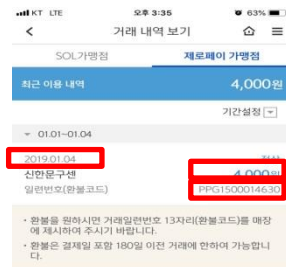 KT LTE 오후 3:35 63%
거래 내역 보기
SOL가맹점 제로페이 가맹점
최근 이용 내역 4,000원
기간설정
01.01~01.04
2019.01.04
신한문구센 4,000원
일련번호(환불코드) PPG1500014630
· 환불을 원하시면 거래일련번호 13자리(환불코드)를 매장
에 제시하여 주시기 바랍니다.
· 환불은 결제일 포함 180일 이전 거래에 한하여 가능합니
다.